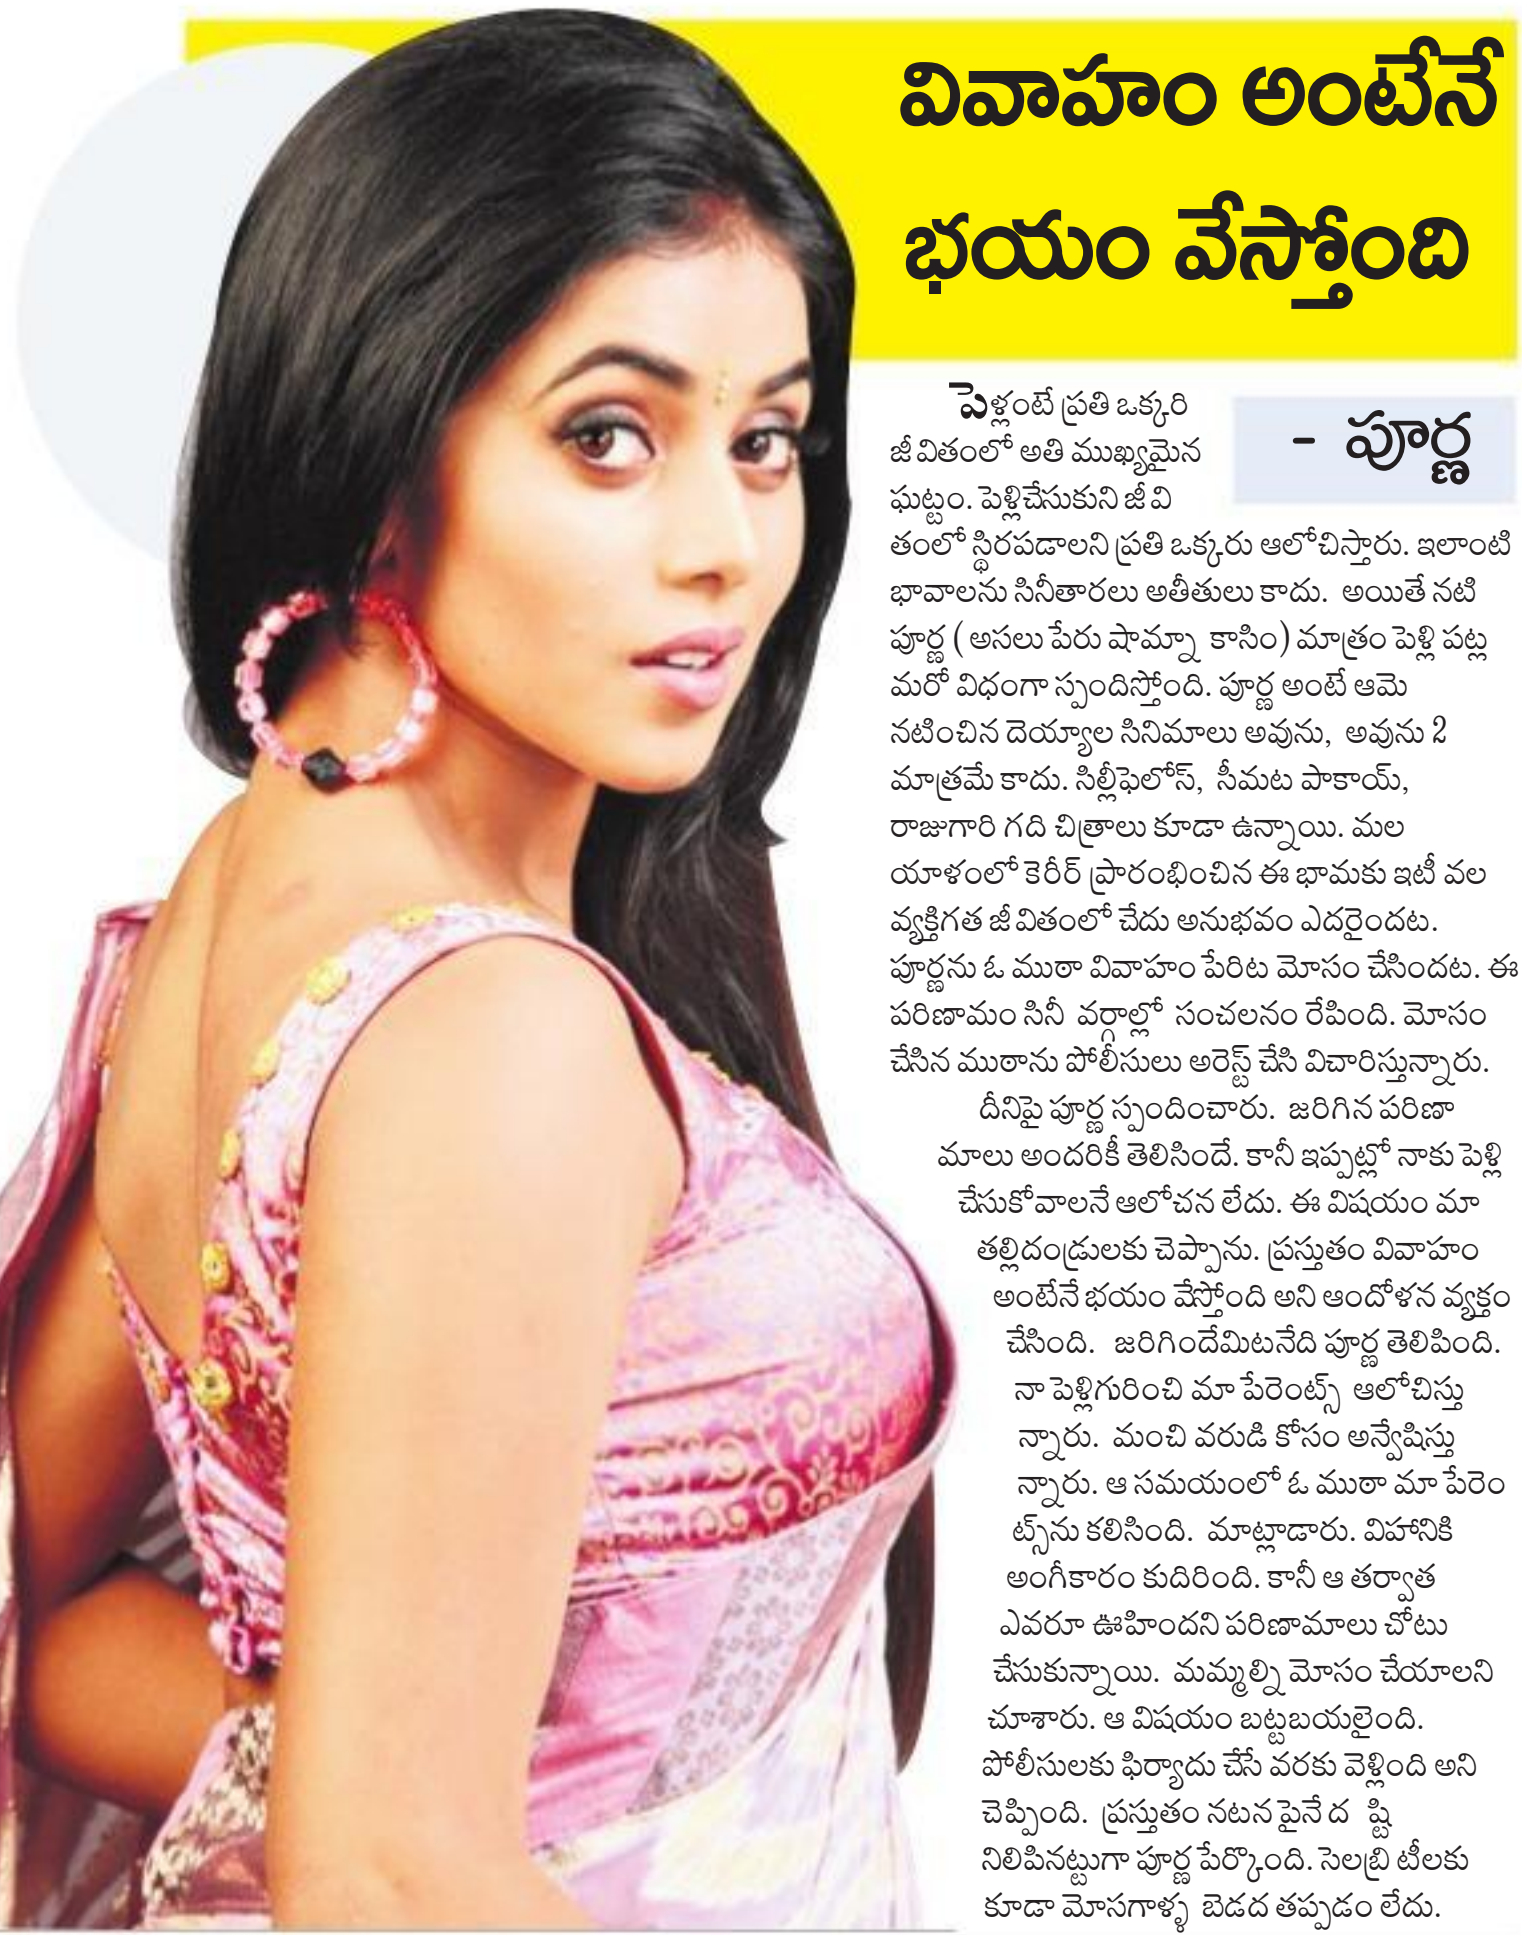 వివాహం అంటేనే
భయం వేస్తోంది
- పూర్ణ
పెళ్లంటే ప్రతి ఒక్కరి
జీవితంలో అతి ముఖ్యమైన
ఘట్టం. పెళ్లిచేసుకుని జీవి
తంలో స్థిరపడాలని ప్రతి ఒక్కరు ఆలోచిస్తారు. ఇలాంటి
భావాలను సినీతారలు అతీతులు కాదు. అయితే నటి
పూర్ణ ( అసలు పేరు షామ్నా కాసిం) మాత్రం పెళ్లి పట్ల
మరో విధంగా స్పందిస్తోంది. పూర్ణ అంటే ఆమె
నటించిన దెయ్యాల సినిమాలు అవును, అవును 2
మాత్రమే కాదు. సిల్లీఫెలోస్, సీమట పాకాయ్,
రాజుగారి గది చిత్రాలు కూడా ఉన్నాయి. మల
యాళంలో కెరీర్ ప్రారంభించిన ఈ భామకు ఇటీ వల
వ్యక్తిగత జీవితంలో చేదు అనుభవం ఎదరైందట.
పూర్ణను ఓ ముఠా వివాహం పేరిట మోసం చేసిందట. ఈ
పరిణామం సినీ వర్గాల్లో సంచలనం రేపింది. మోసం
చేసిన ముఠాను పోలీసులు అరెస్ట్ చేసి విచారిస్తున్నారు.
దీనిపై పూర్ణ స్పందించారు. జరిగిన పరిణా
మాలు అందరికీ తెలిసిందే. కానీ ఇప్పట్లో నాకు పెళ్లి
చేసుకోవాలనే ఆలోచన లేదు. ఈ విషయం మా
తల్లిదండ్రులకు చెప్పాను. ప్రస్తుతం వివాహం
అంటేనే భయం వేస్తోంది అని ఆందోళన వ్యక్తం
చేసింది. జరిగిందేమిటనేది పూర్ణ తెలిపింది.
నా పెళ్లిగురించి మా పేరెంట్స్ ఆలోచిస్తు
న్నారు. మంచి వరుడి కోసం అన్వేషిస్తు
న్నారు. ఆ సమయంలో ఓ ముఠా మా పేరెం
ట్స్‌ను కలిసింది. మాట్లాడారు. విహానికి
అంగీకారం కుదిరింది. కానీ ఆ తర్వాత
ఎవరూ ఊహిందని పరిణామాలు చోటు
చేసుకున్నాయి. మమ్మల్ని మోసం చేయాలని
చూశారు. ఆ విషయం బట్టబయలైంది.
పోలీసులకు ఫిర్యాదు చేసే వరకు వెళ్లింది అని
చెప్పింది. ప్రస్తుతం నటన పైనే ద ష్టి
నిలిపినట్టుగా పూర్ణ పేర్కొంది. సెలబ్రి టీలకు
కూడా మోసగాళ్ళ బెడద తప్పడం లేదు.